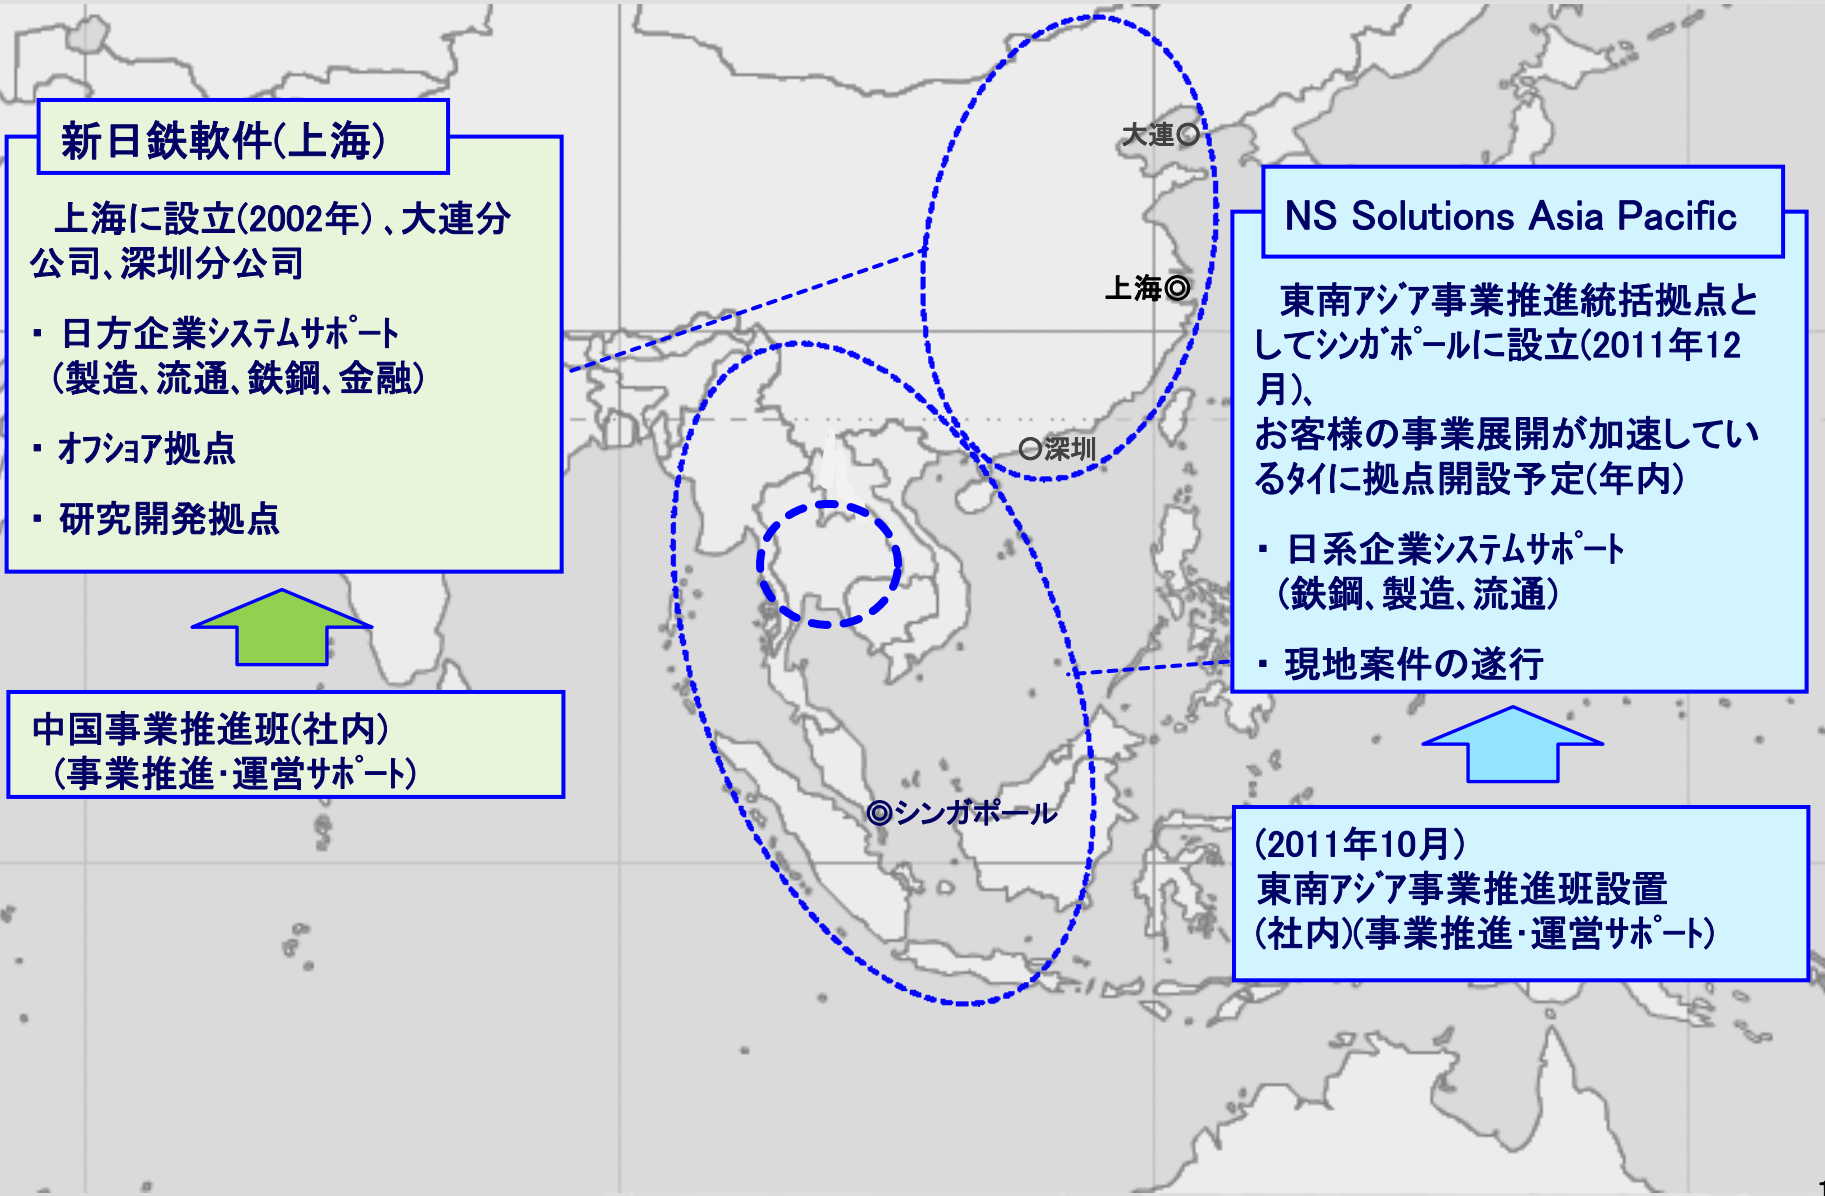 新日鉄軟件(上海)
上海に設立(2002年)、大連分
公司、深圳分公司
・ 日方企業ｼｽﾃﾑｻﾎﾟｰﾄ
(製造、流通、鉄鋼、金融)
・ ｵﾌｼｮｱ拠点
・ 研究開発拠点
中国事業推進班(社内)
(事業推進・運営ｻﾎﾟｰﾄ)
大連○
上海◎
○深圳
◎シンガポール
NS Solutions Asia Pacific
東南ｱｼﾞｱ事業推進統括拠点と
してｼﾝｶﾞﾎﾟｰﾙに設立(2011年12
月)、
お客様の事業展開が加速してい
るﾀｲに拠点開設予定(年内)
・ 日系企業ｼｽﾃﾑｻﾎﾟｰﾄ
(鉄鋼、製造、流通)
・ 現地案件の遂行
(2011年10月)
東南ｱｼﾞｱ事業推進班設置
(社内)(事業推進・運営ｻﾎﾟｰﾄ)